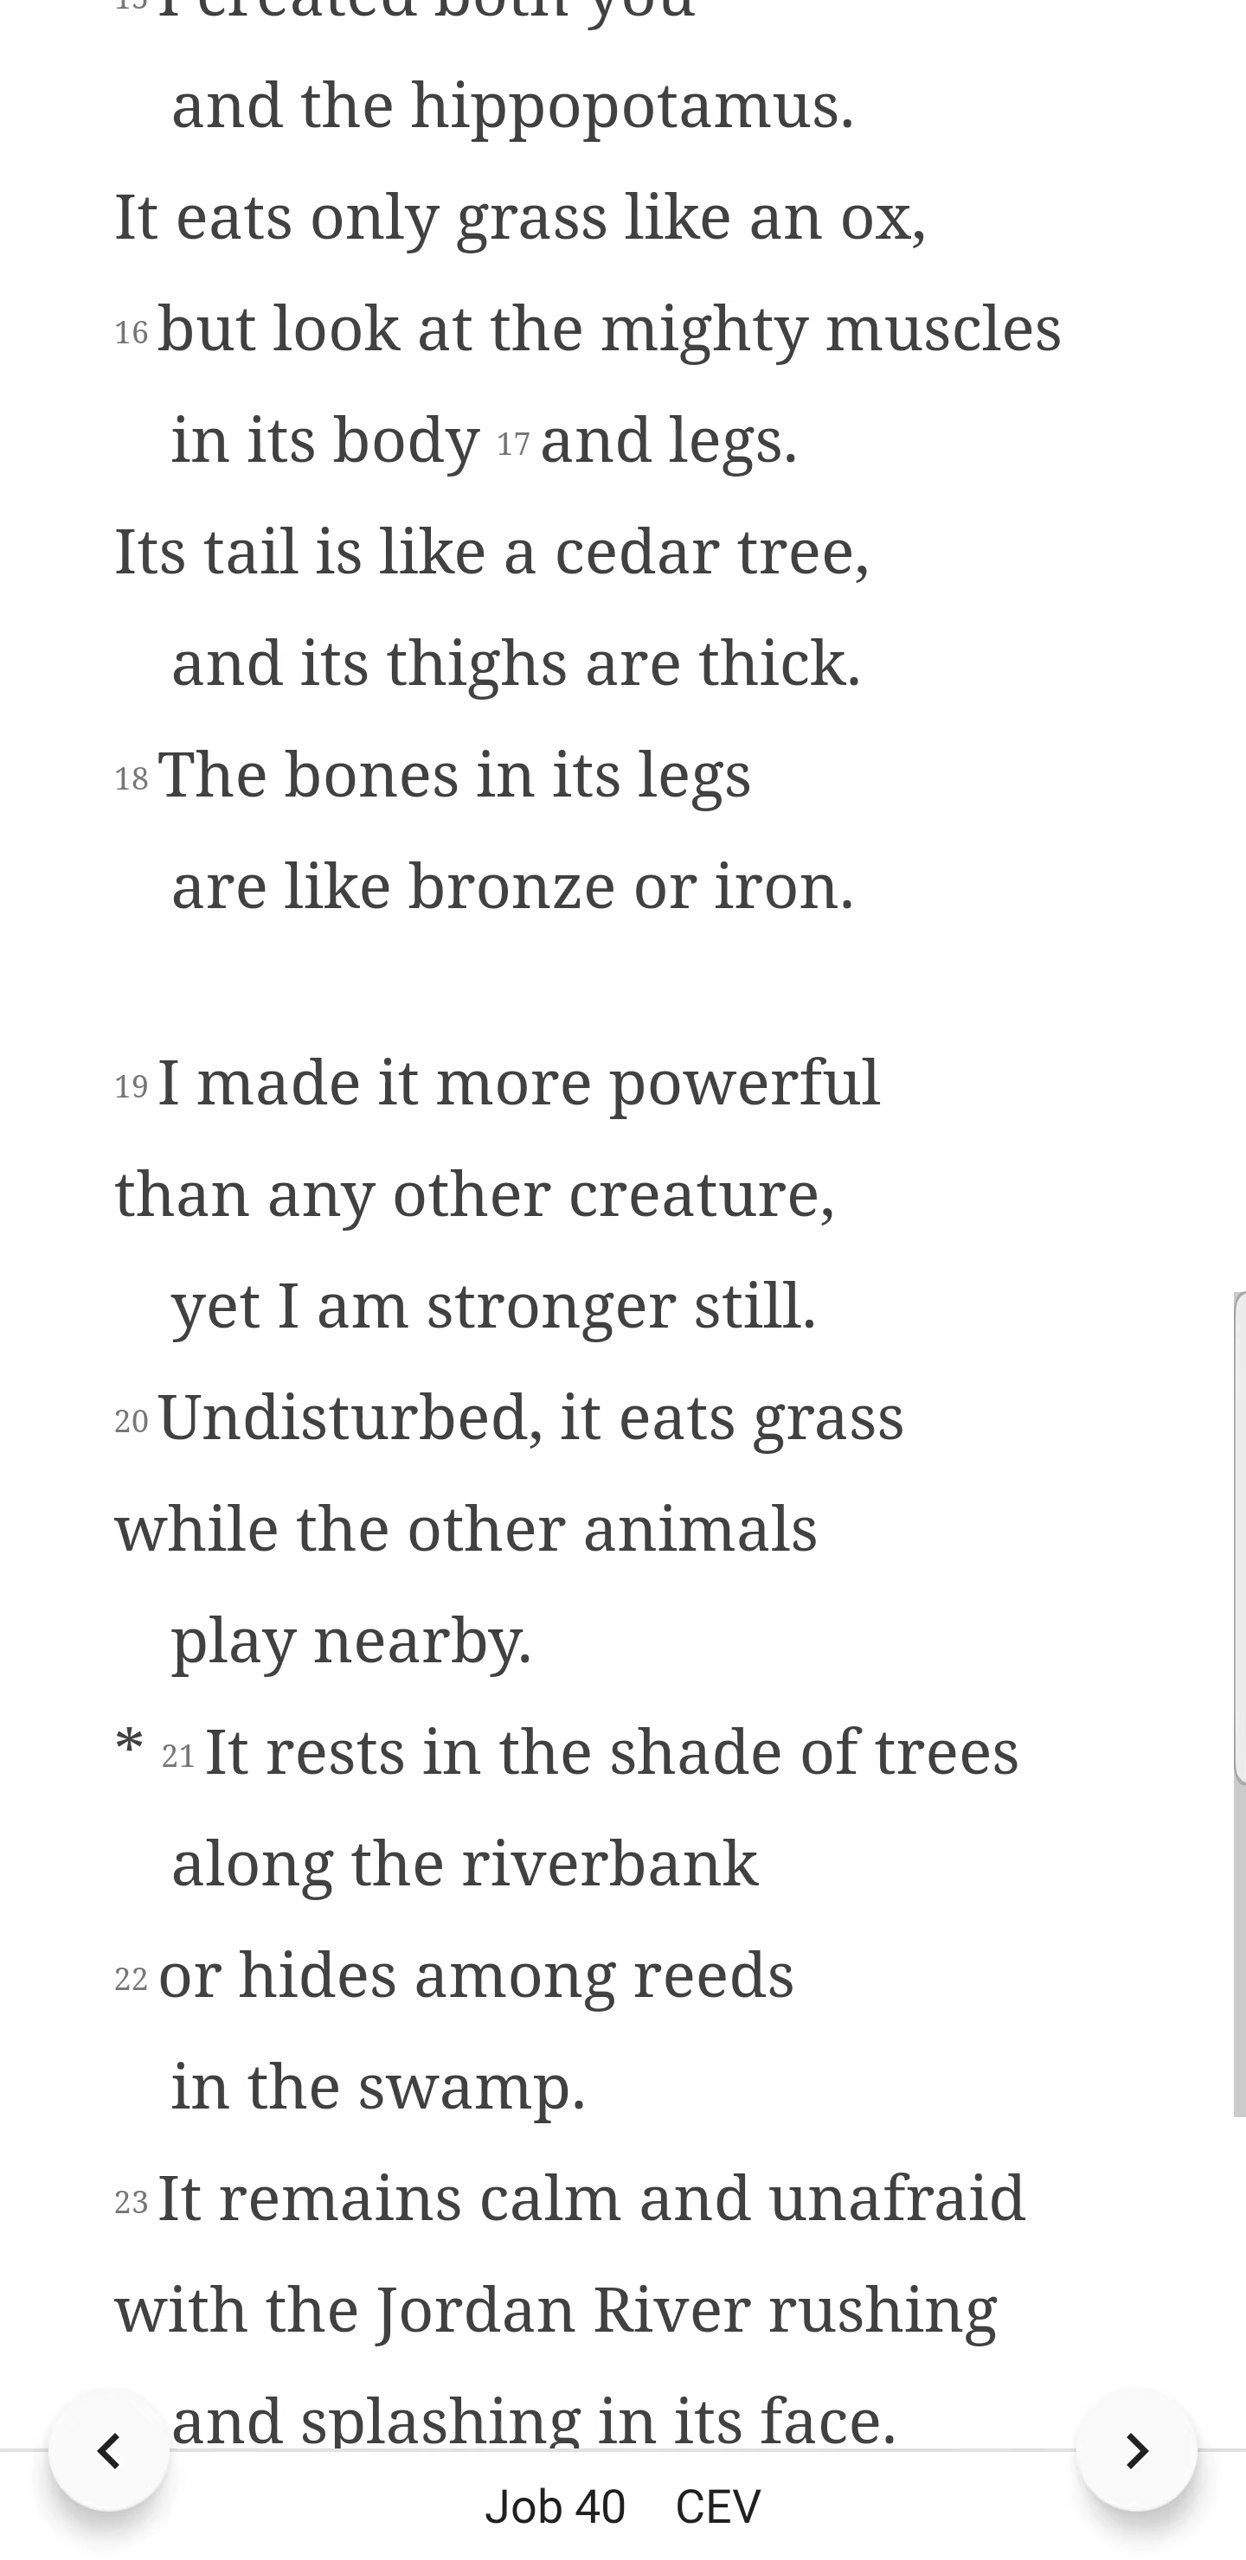 15 I created both you
and the hippopotamus.
It eats only grass like an ox,
16 but look at the mighty muscles
in its body 17 and legs.
Its tail is like a cedar tree,
and its thighs are thick.
18 The bones in its legs
are like bronze or iron.
19 I made it more powerful
than any other creature,
yet I am stronger still.
20 Undisturbed, it eats grass
while the other animals
play nearby.
* 21 It rests in the shade of trees
along the riverbank
22 or hides among reeds
in the swamp.
23 It remains calm and unafraid
with the Jordan River rushing
and splashing in its face.
Job 40 CEV